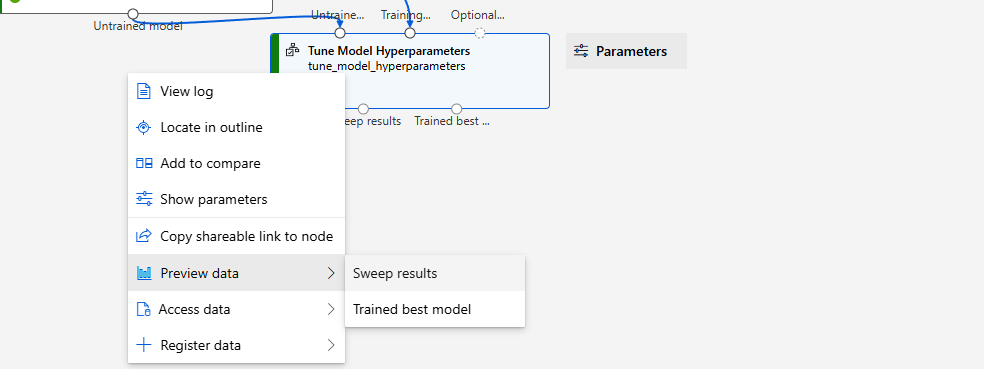 Untrained model
Untraine...
Training...
Optional...
Tune Model Hyperparameters
tune_model_hyperparameters
Parameters
eep results
Trained best ...
View log
Locate in outline
Add to compare
Show parameters
Copy shareable link to node
Preview data
Sweep results
Access data
Trained best model
Register data